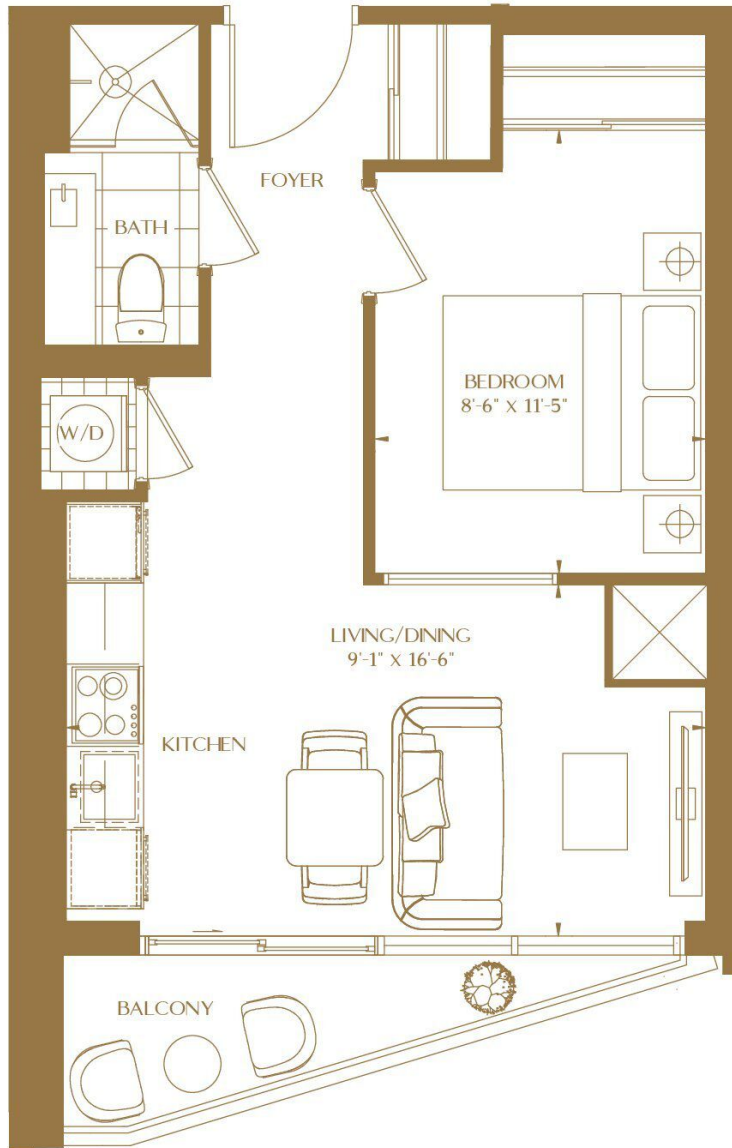 FOYER
BATH
BEDROOM
8'-6" X 11'-5"
W/D
LIVING/DINING
9'-1" X 16'-6"
KITCHEN
BALCONY